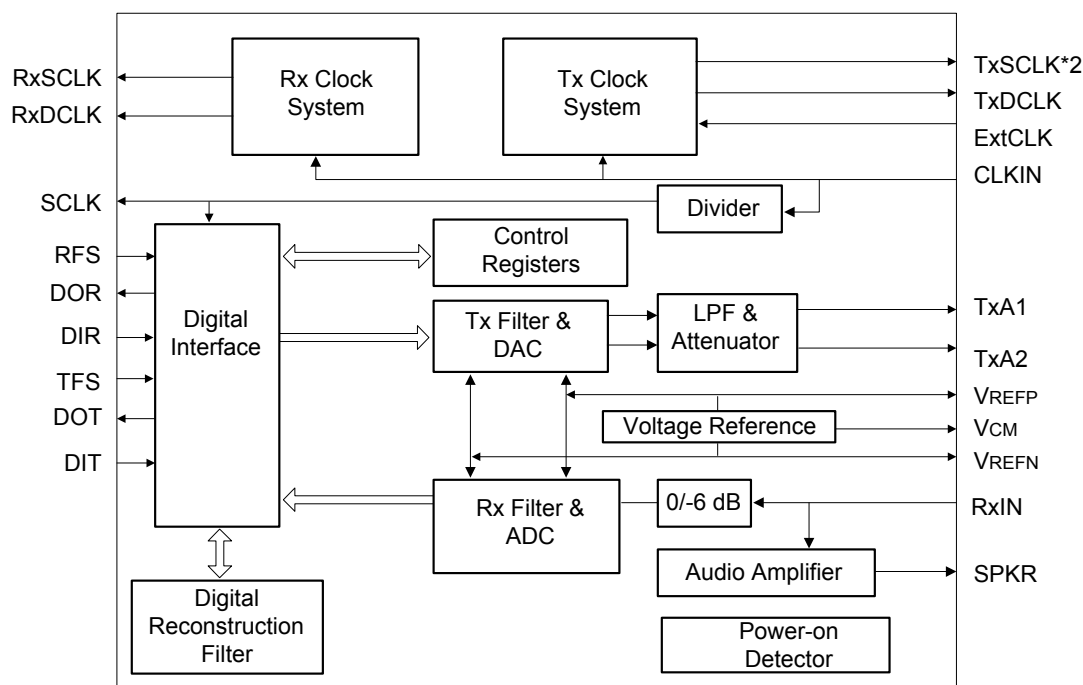 RxSCLK
RxDCLK
SCLK
RFS
DOR
DIR
TFS
DOT
DIT
Rx Clock
System
Tx Clock
System
Divider
Control
Registers
Digital
Interface
Tx Filter &
DAC
LPF &
Attenuator
Voltage Reference
Rx Filter &
ADC
0/-6 dB
Audio Amplifier
Digital
Reconstruction
Filter
Power-on
Detector
TxSCLK*2
TxDCLK
ExtCLK
CLKIN
TxA1
TxA2
VREFP
VCM
VREFN
RxIN
SPKR